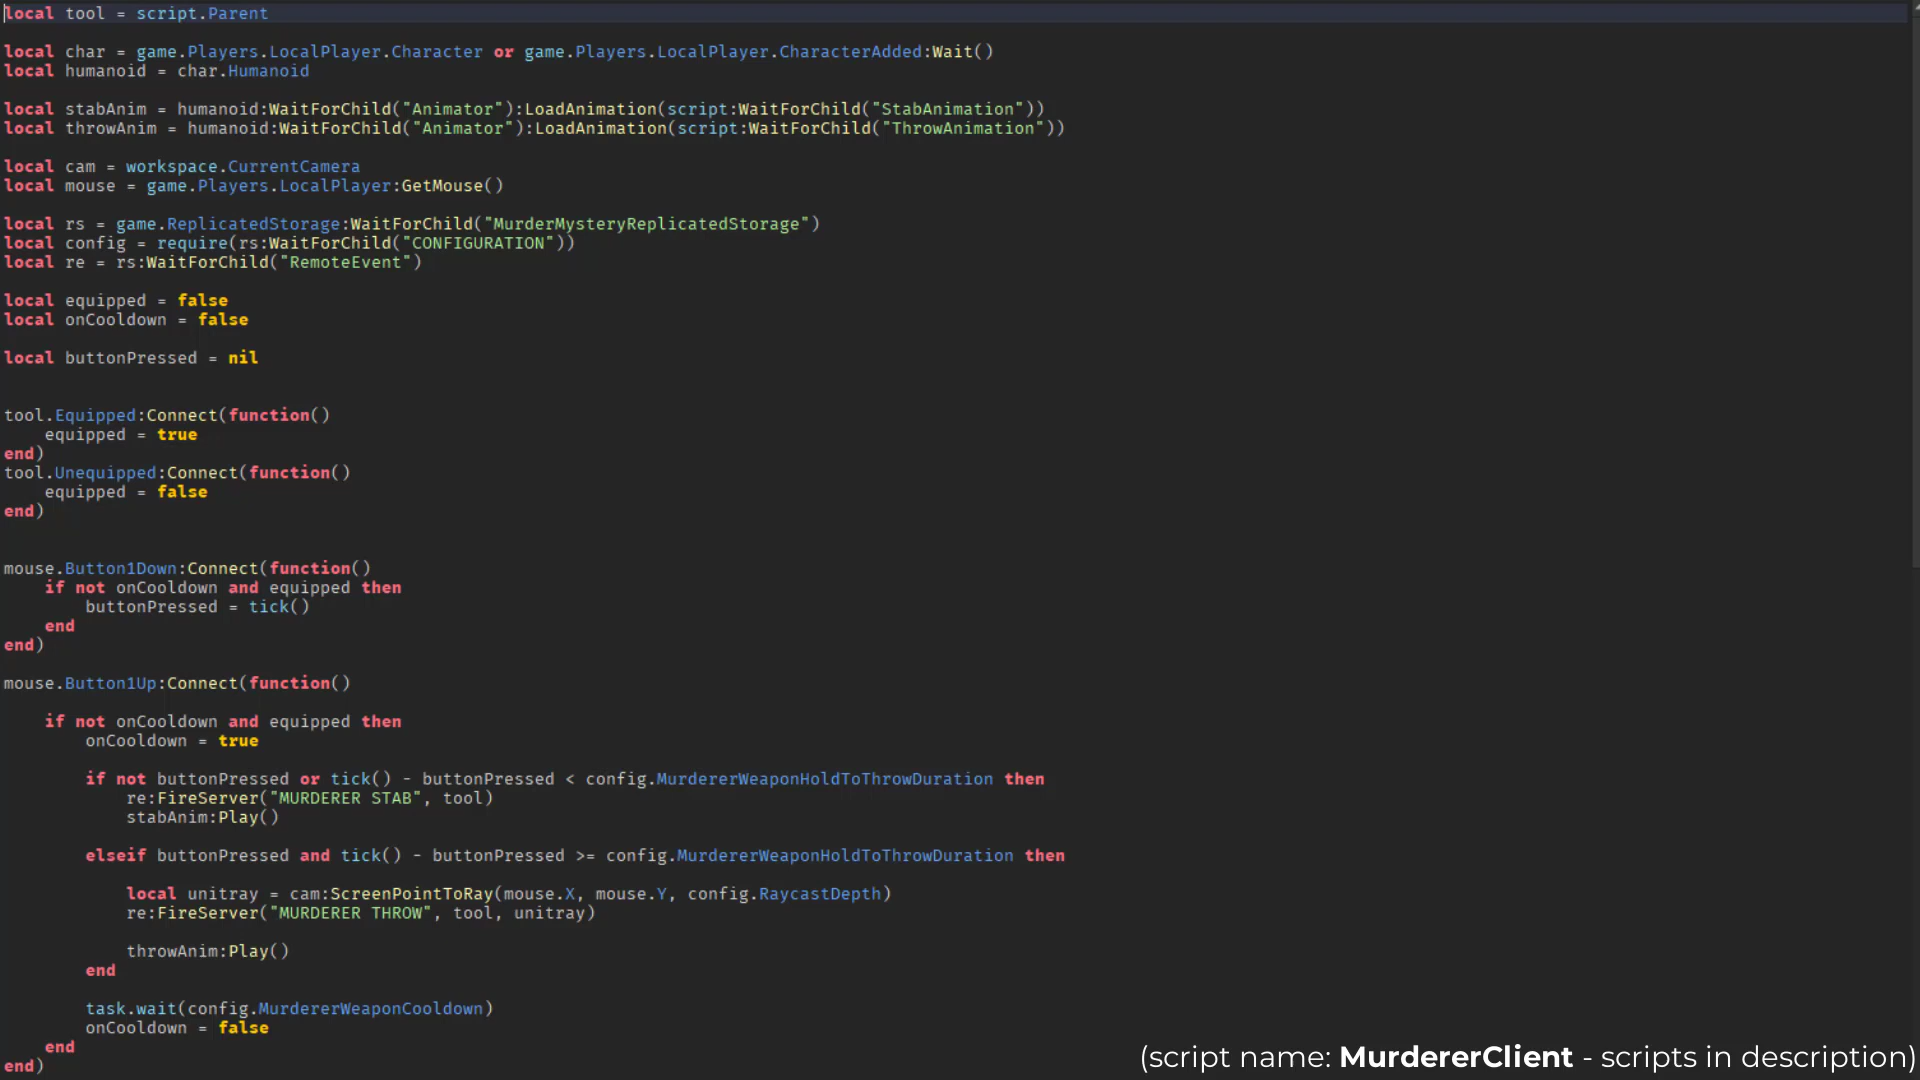 local tool = script.Parent
local char = game.Players.LocalPlayer.Character or game.Players.LocalPlayer.CharacterAdded:Wait()
local humanoid = char.Humanoid
local stabAnim = humanoid:WaitForChild("Animator"):LoadAnimation(script:WaitForChild("StabAnimation"))
local throwAnim = humanoid:WaitForChild("Animator"):LoadAnimation(script:WaitForChild("ThrowAnimation"))
local cam = workspace.CurrentCamera
local mouse = game.Players.LocalPlayer:GetMouse()
local rs = game.ReplicatedStorage:WaitForChild("MurderMysteryReplicatedStorage")
local config = require(rs:WaitForChild("CONFIGURATION"))
local re = rs:WaitForChild("RemoteEvent")
local equipped = false
local onCooldown = false
local buttonPressed = nil
tool.Equipped:Connect(function()
    equipped = true
end)
tool.Unequipped:Connect(function()
    equipped = false
end)
mouse.Button1Down:Connect(function()
    if not onCooldown and equipped then
        buttonPressed = tick()
    end
end)
mouse.Button1Up:Connect(function()
    if not onCooldown and equipped then
        onCooldown = true
        if not buttonPressed or tick() - buttonPressed < config.MurdererWeaponHoldToThrowDuration then
            re:FireServer("MURDERER STAB", tool)
            stabAnim:Play()
        elseif buttonPressed and tick() - buttonPressed >= config.MurdererWeaponHoldToThrowDuration then
            local unitray = cam:ScreenPointToRay(mouse.X, mouse.Y, config.RaycastDepth)
            re:FireServer("MURDERER THROW", tool, unitray)
            throwAnim:Play()
        end
        task.wait(config.MurdererWeaponCooldown)
        onCooldown = false
    end
end)
(script name: MurdererClient - scripts in description)